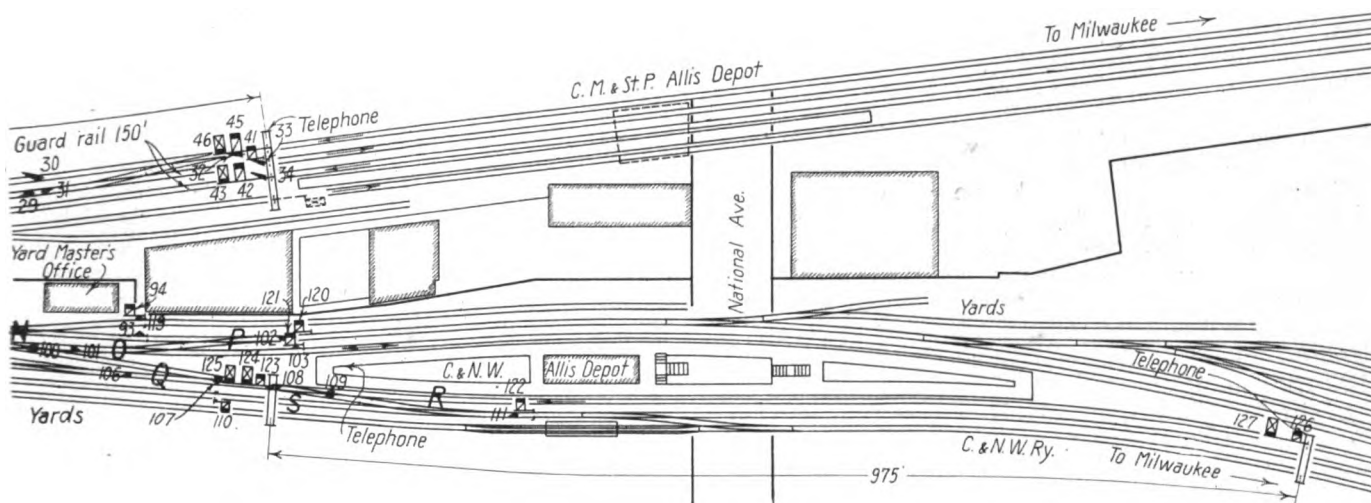 To Milwaukee
C. M. & St. P. Allis Depot
Guard rail 150'
Telephone
45
46
41
33
30
32
34
31
29
43
42
Yard Master's
Office
National Ave.
94
121
120
119
93
102
P
N
O
103
100
101
Yards
Telephone
125
124
123
106
Q
107
108
109
110
S
R
C. & N.W.
Allis Depot
122
111
127
126
Yards
Telephone
C. & N. W. Ry.
To Milwaukee
975'